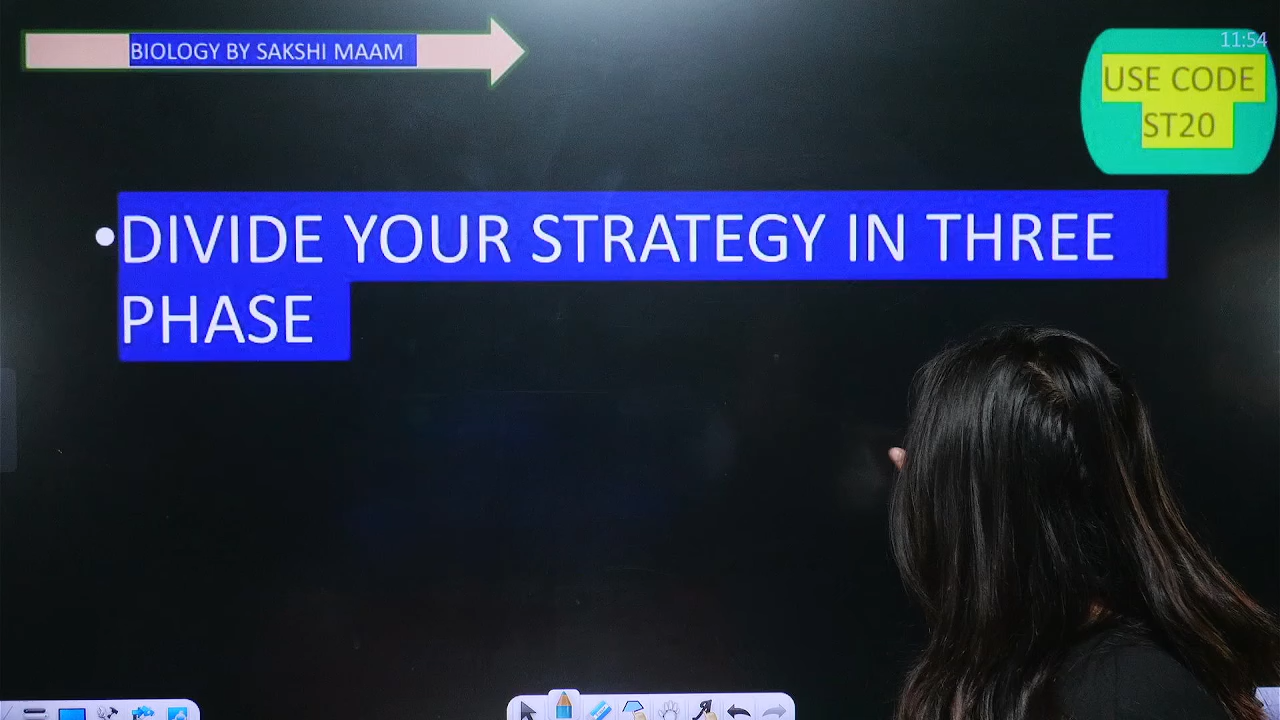 BIOLOGY BY SAKSHI MAAM
11:54
USE CODE
ST20
DIVIDE YOUR STRATEGY IN THREE
PHASE